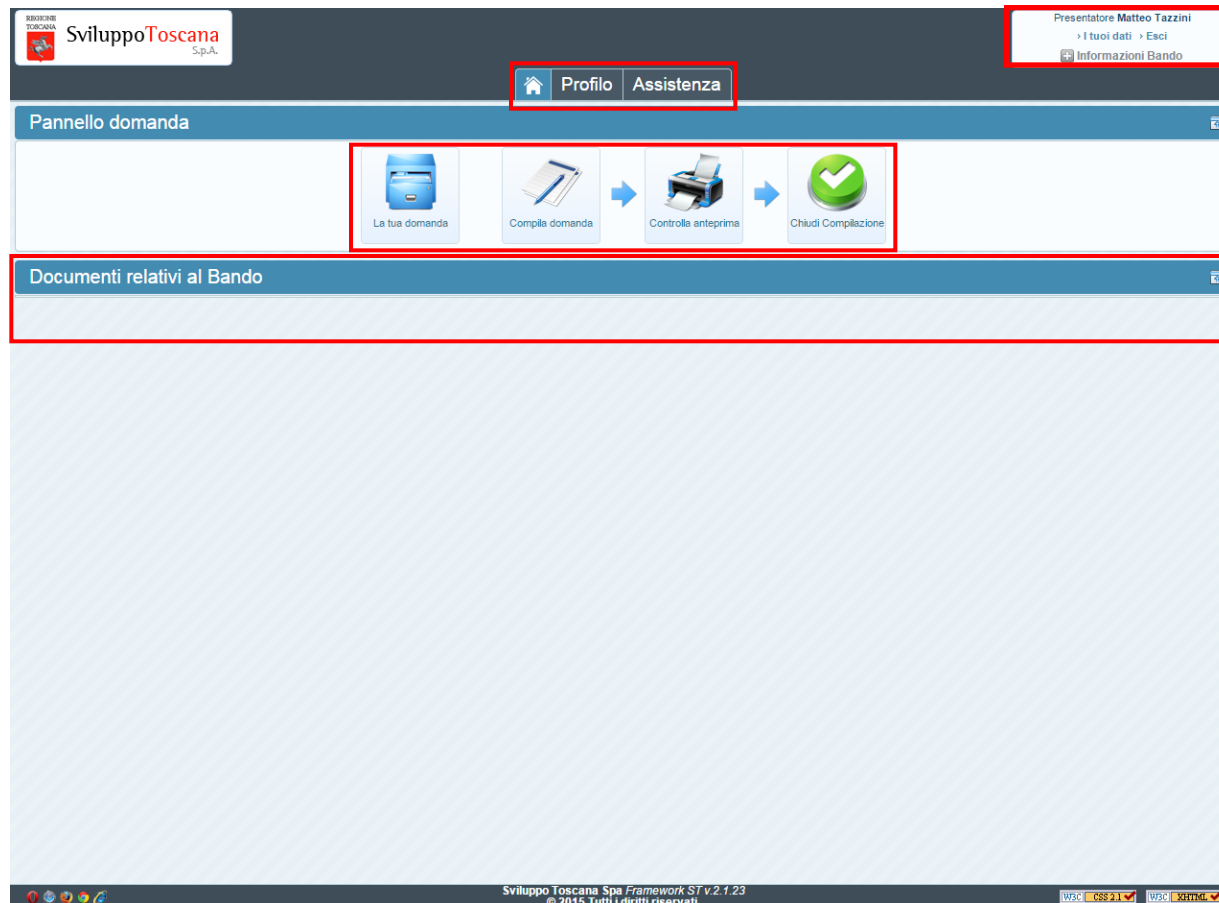 REGIONE
TOSCANA
SviluppoToscana
S.p.A.
Presentatore Matteo Tazzini
› I tuoi dati › Esci
Informazioni Bando
Profilo Assistenza
Pannello domanda
La tua domanda Compila domanda Controlla anteprima Chiudi Compilazione
Documenti relativi al Bando
Sviluppo Toscana Spa Framework ST v.2.1.23
© 2015 Tutti i diritti riservati
W3C CSS 2.1 W3C XHTML